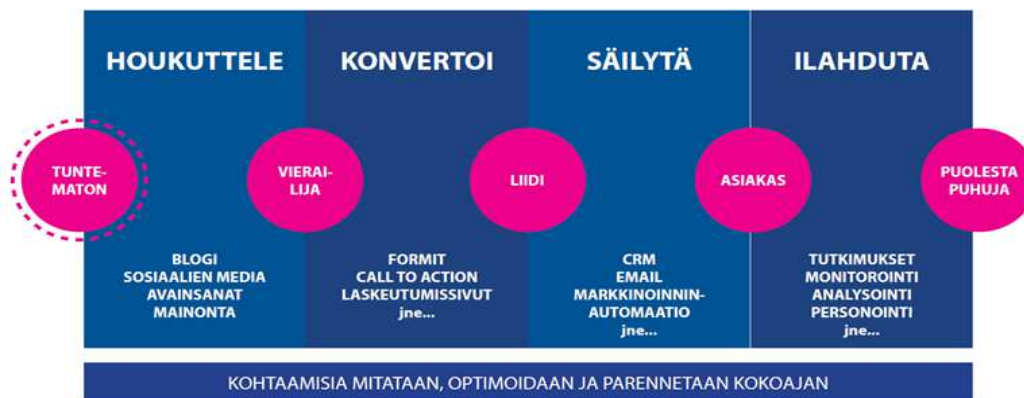 HOUKUTTELE
KONVERTOI
SÄILYTÄ
ILAHDUTA
TUNTE-
MATON
VIERAI-
LIJA
LIIDI
ASIAKAS
PUOLESTA
PUHUJA
BLOGI
SOSIAALIEN MEDIA
AVAINSANAT
MAINONTA
FORMIT
CALL TO ACTION
LASKEUTUMISSIVUT
jne...
CRM
EMAIL
MARKKINOINNIN-
AUTOMAATIO
jne...
TUTKIMUKSET
MONITOROINTI
ANALYSOINTI
PERSONOINTI
jne...
KOHTAAMISIA MITATAAN, OPTIMOIDAAN JA PARENNETAAN KOKOAJAN